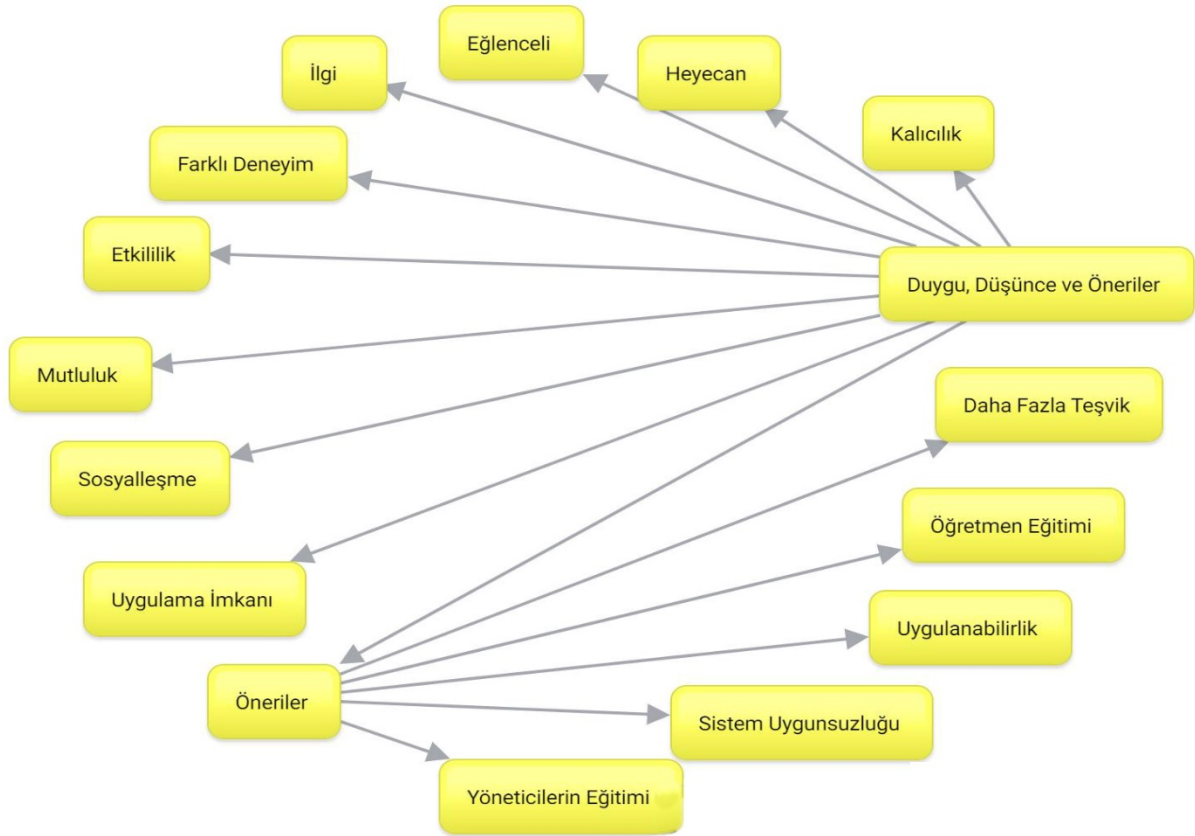 Eğlenceli
İlgi
Heyecan
Kalıcılık
Farklı Deneyim
Etkililik
Duygu, Düşünce ve Öneriler
Mutluluk
Daha Fazla Teşvik
Sosyalleşme
Öğretmen Eğitimi
Uygulama İmkanı
Uygulanabilirlik
Öneriler
Sistem Uygunsuzluğu
Yöneticilerin Eğitimi